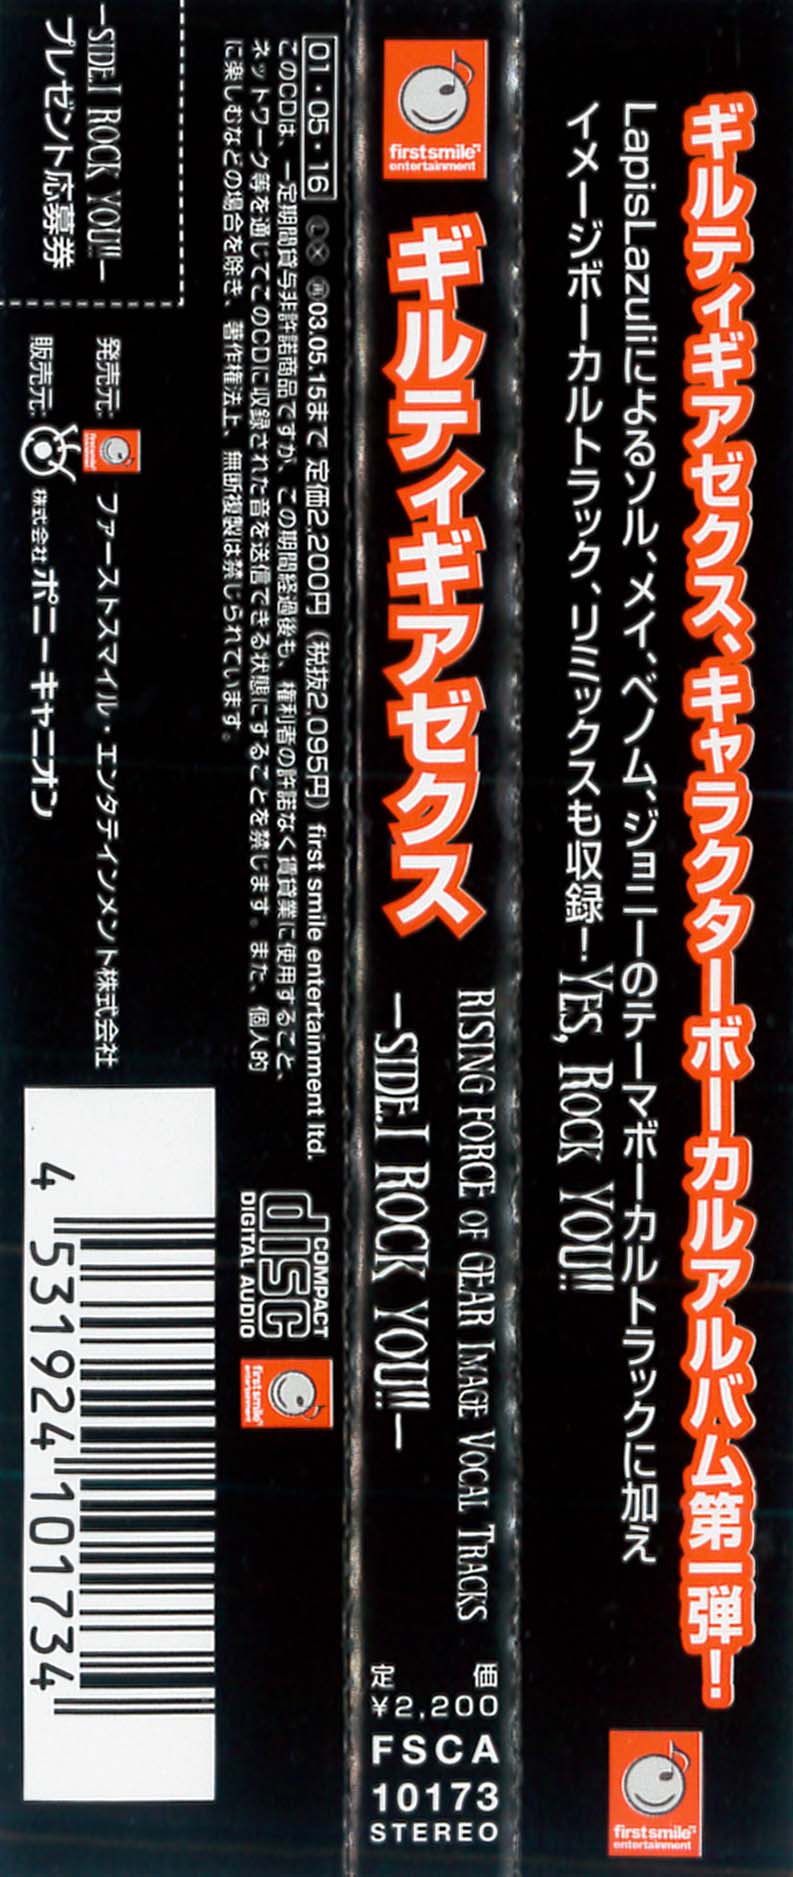 ギルティギアゼクス、キャラクターボーカルアルバム第一弾！
LapisLazuliによるソル、メイ、ベノム、ジョニーのテーマボーカルトラックに加え
イメージボーカルトラック、リミックスも収録！YES, ROCK YOU!!
firstsmile
entertainment
firstsmile
entertainment
ギルティギアゼクス
RISING FORCE OF GEAR IMAGE VOCAL TRACKS
—SIDE.I ROCK YOU!!—
定 価
¥2,200
FSCA
10173
STEREO
01・05・16 Ⓛ Ⓧ 再03.05.15まで 定価2,200円（税抜2,095円）first smile entertainment ltd.
このCDは、一定期間貸与非許諾商品ですが、この期間経過後も、権利者の許諾なく賃貸業に使用すること、
ネットワーク等を通じてこのCDに収録された音を送信できる状態にすることを禁じます。また、個人的
に楽しむなどの場合を除き、著作権法上、無断複製は禁じられています。
COMPACT
disc
DIGITAL AUDIO
firstsmile
entertainment
発売元: firstsmile entertainment ファーストスマイル・エンタテインメント株式会社
販売元: 株式会社ポニーキャニオン
—SIDE.I ROCK YOU!!—
プレゼント応募券
4 531924 101734